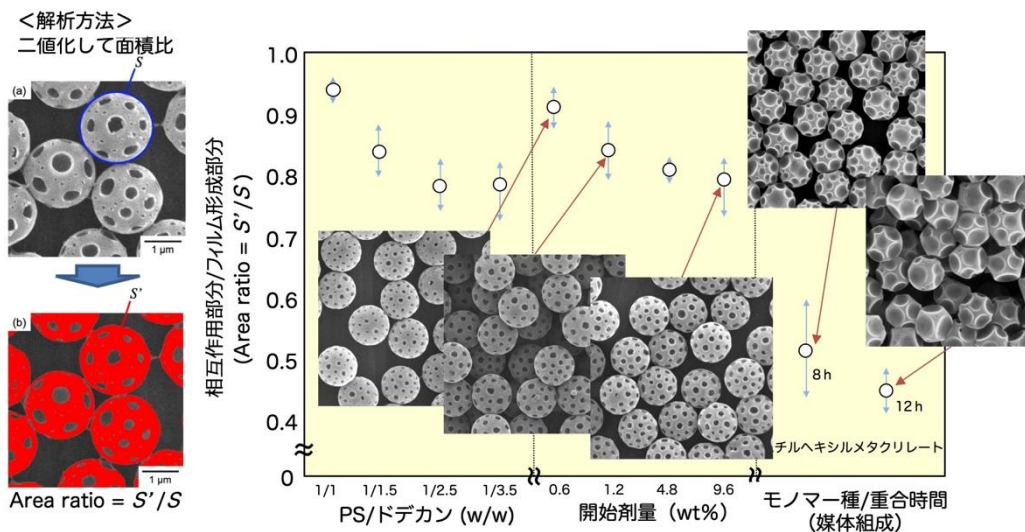 <解析方法>
二値化して面積比
S
(a)
1 μm
S'
(b)
1 μm
Area ratio = S'/S
相互作用部分/フィルム形成部分
(Area ratio = S'/S)
1.0
0.9
0.8
0.7
0.6
0.5
0.4
0
1/1
1/1.5
1/2.5
1/3.5
PS/ドデカン (w/w)
0.6
1.2
4.8
9.6
開始剤量（wt%）
8 h
12 h
チルヘキシルメタクリレート
モノマー種/重合時間
（媒体組成）